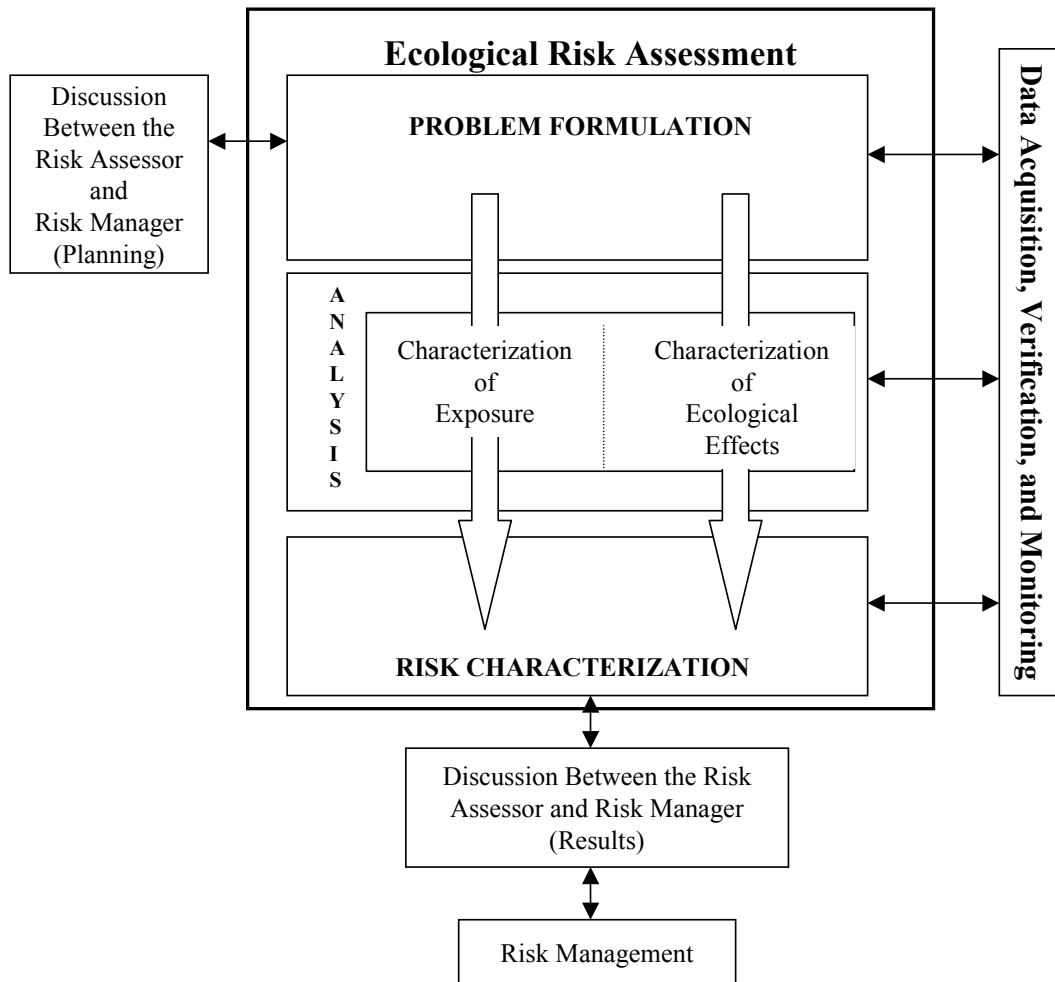 Ecological Risk Assessment
Discussion
Between the
Risk Assessor
and
Risk Manager
(Planning)
PROBLEM FORMULATION
ANALYSIS
Characterization
of
Exposure
Characterization
of
Ecological
Effects
RISK CHARACTERIZATION
Data Acquisition, Verification, and Monitoring
Discussion Between the Risk
Assessor and Risk Manager
(Results)
Risk Management